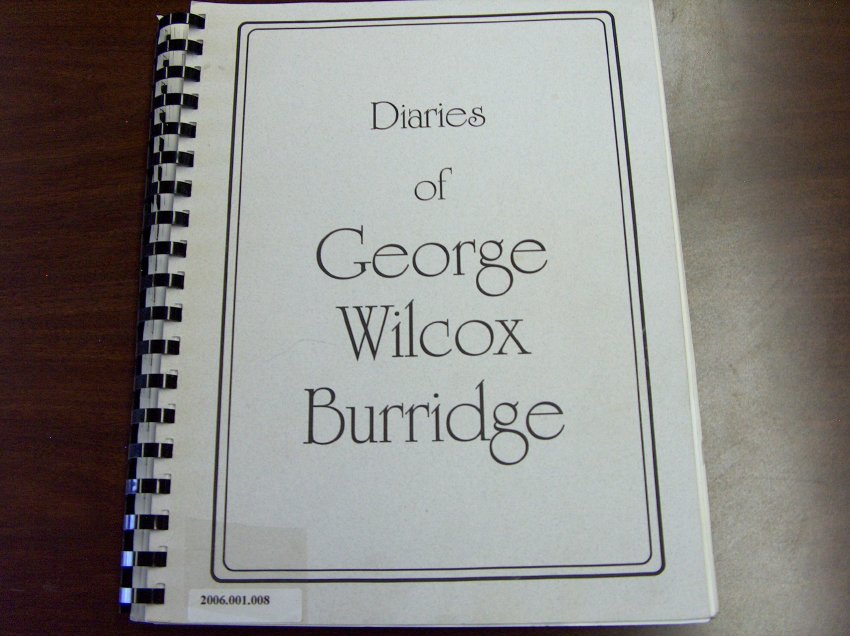 Diaries
of
George
Wilcox
Burridge
2006.001.008